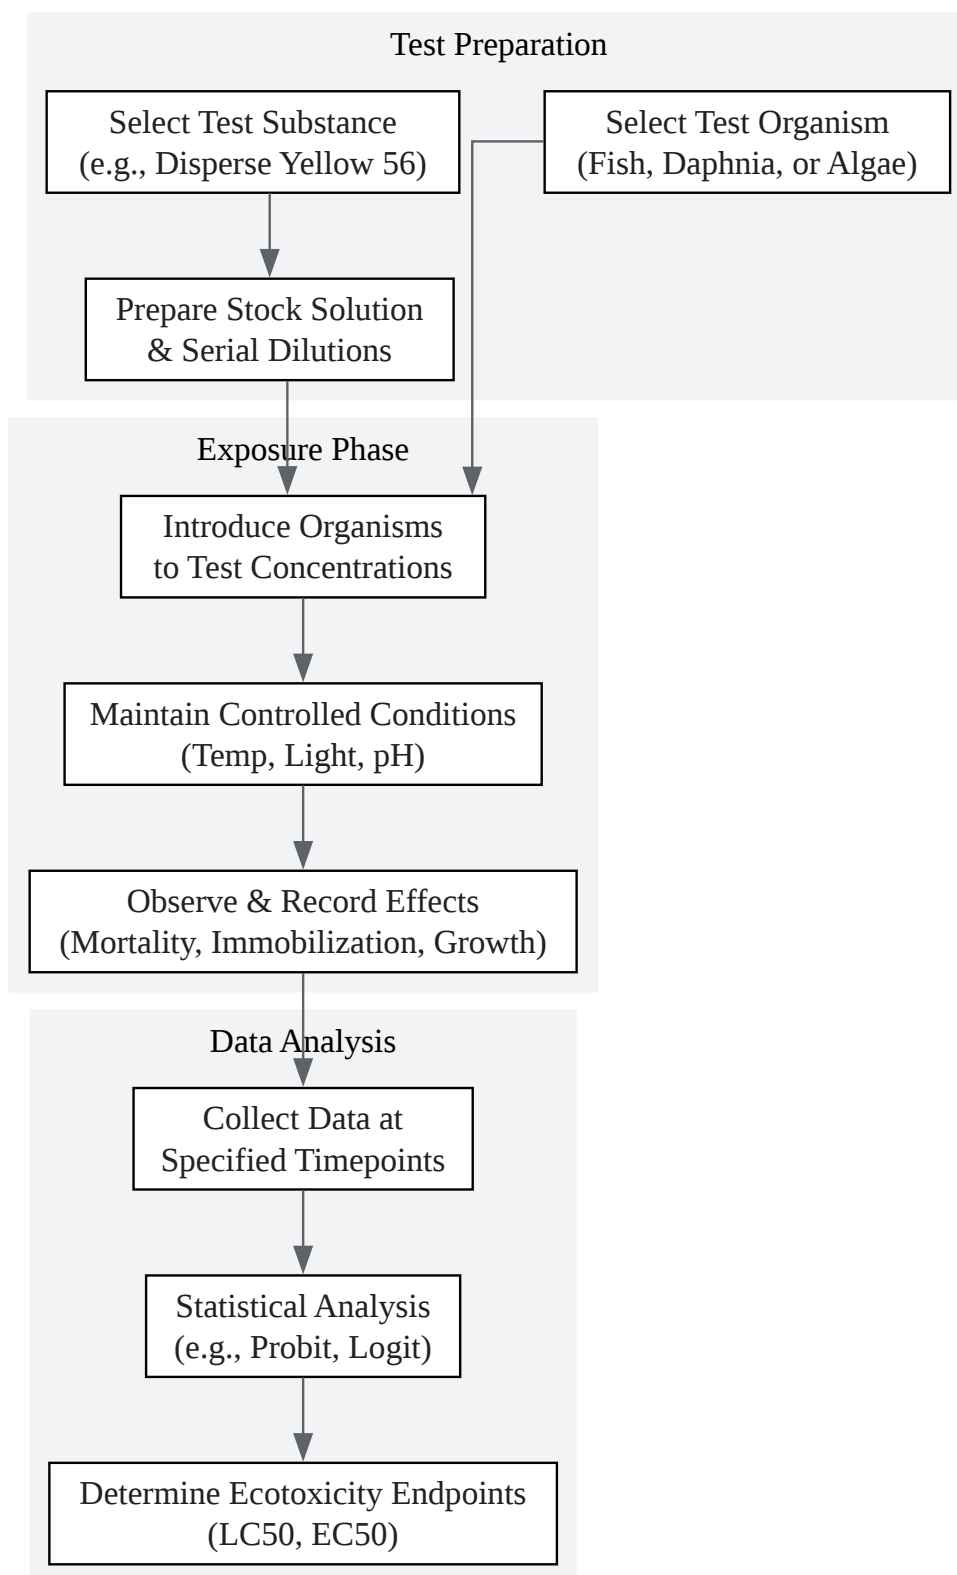 Test Preparation
Select Test Substance
(e.g., Disperse Yellow 56)
Select Test Organism
(Fish, Daphnia, or Algae)
Prepare Stock Solution
& Serial Dilutions
Exposure Phase
Introduce Organisms
to Test Concentrations
Maintain Controlled Conditions
(Temp, Light, pH)
Observe & Record Effects
(Mortality, Immobilization, Growth)
Data Analysis
Collect Data at
Specified Timepoints
Statistical Analysis
(e.g., Probit, Logit)
Determine Ecotoxicity Endpoints
(LC50, EC50)